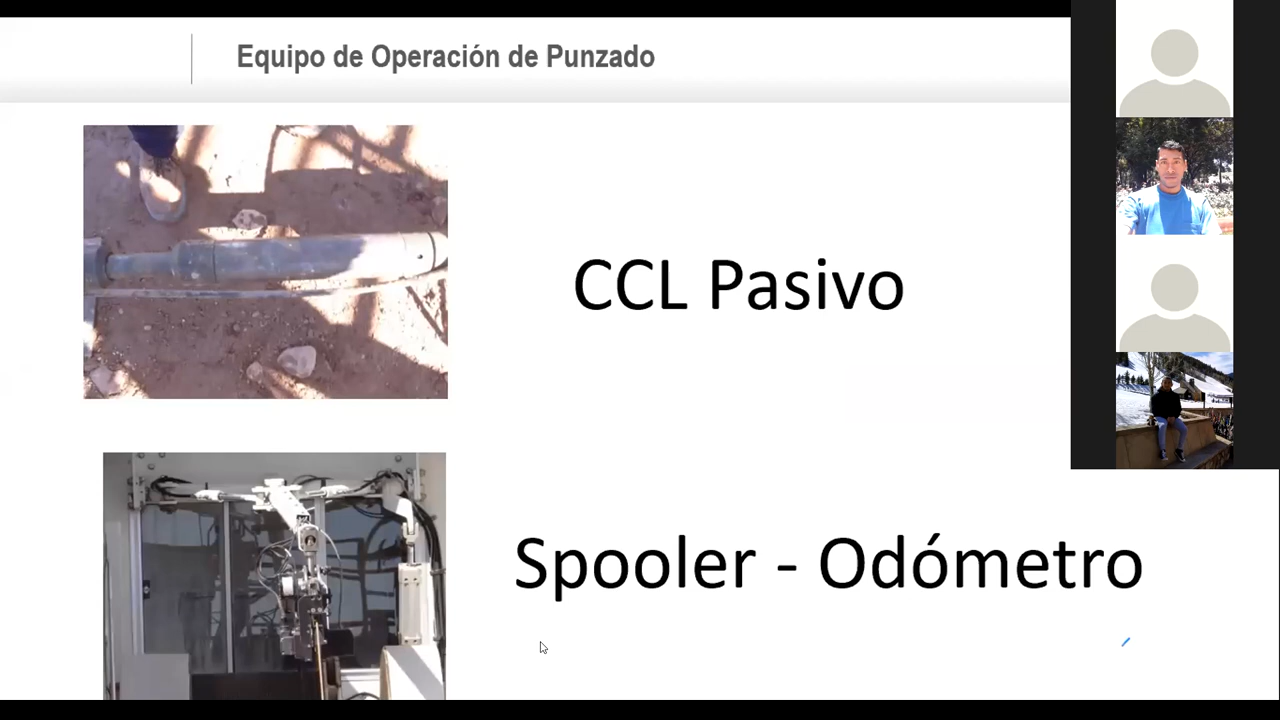 Equipo de Operación de Punzado
CCL Pasivo
Spooler - Odómetro